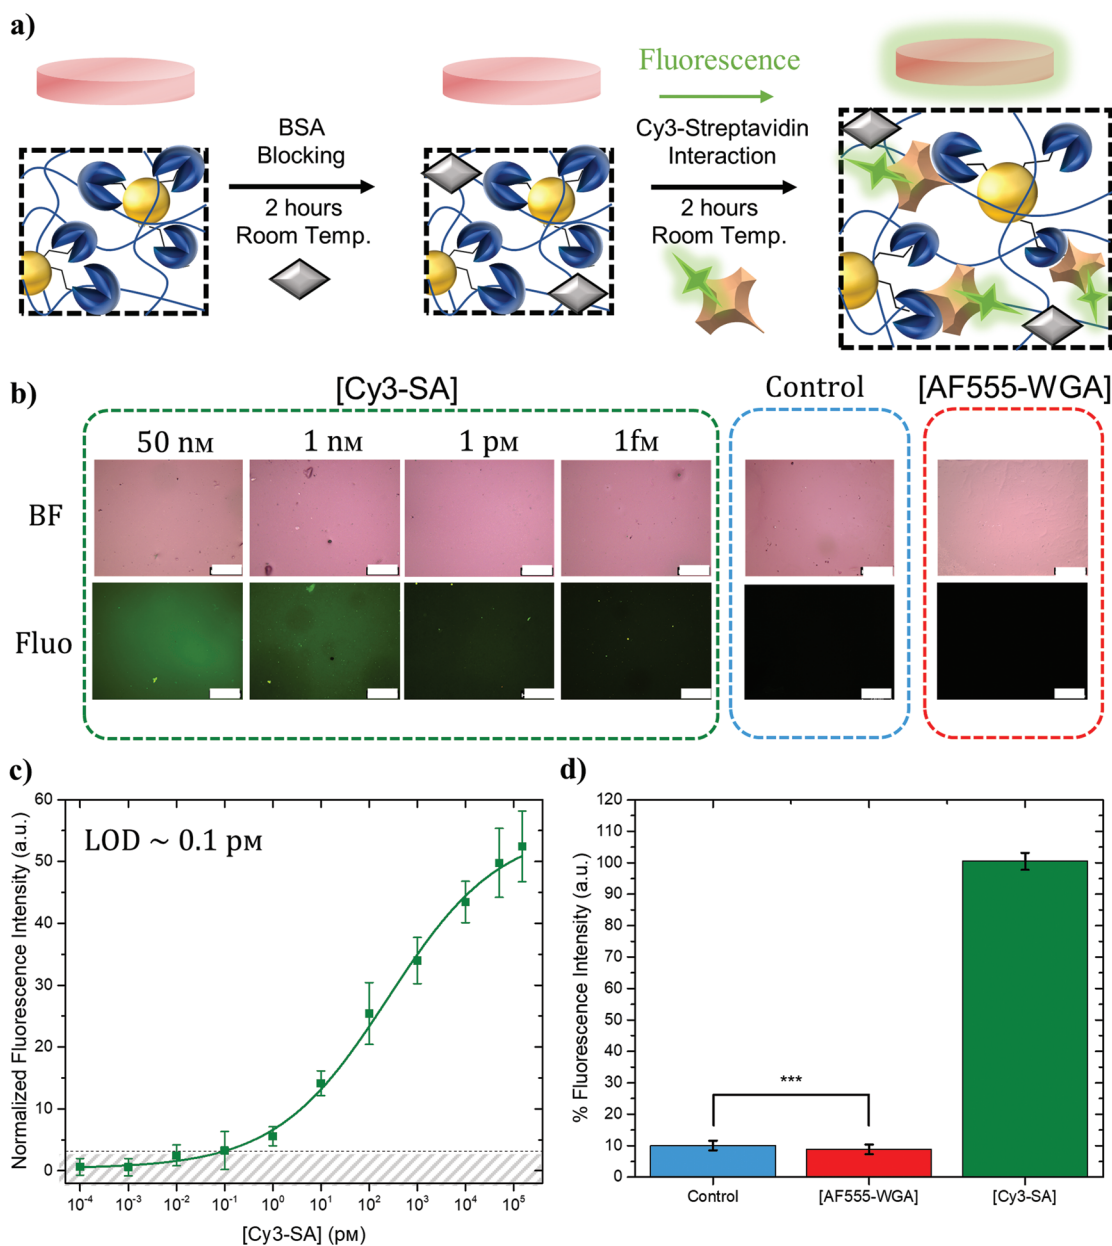 a)
Fluorescence
BSA
Blocking
2 hours
Room Temp.
Cy3-Streptavidin
Interaction
2 hours
Room Temp.
b)
[Cy3-SA]
Control
[AF555-WGA]
50 nM
1 nM
1 pM
1fM
BF
Fluo
c)
LOD ~ 0.1 pM
Normalized Fluorescence Intensity (a.u.)
60
50
40
30
20
10
0
10⁻⁴ 10⁻³ 10⁻² 10⁻¹ 10⁰ 10¹ 10² 10³ 10⁴ 10⁵
[Cy3-SA] (pM)
d)
% Fluorescence Intensity (a.u.)
120
110
100
90
80
70
60
50
40
30
20
10
0
***
Control
[AF555-WGA]
[Cy3-SA]